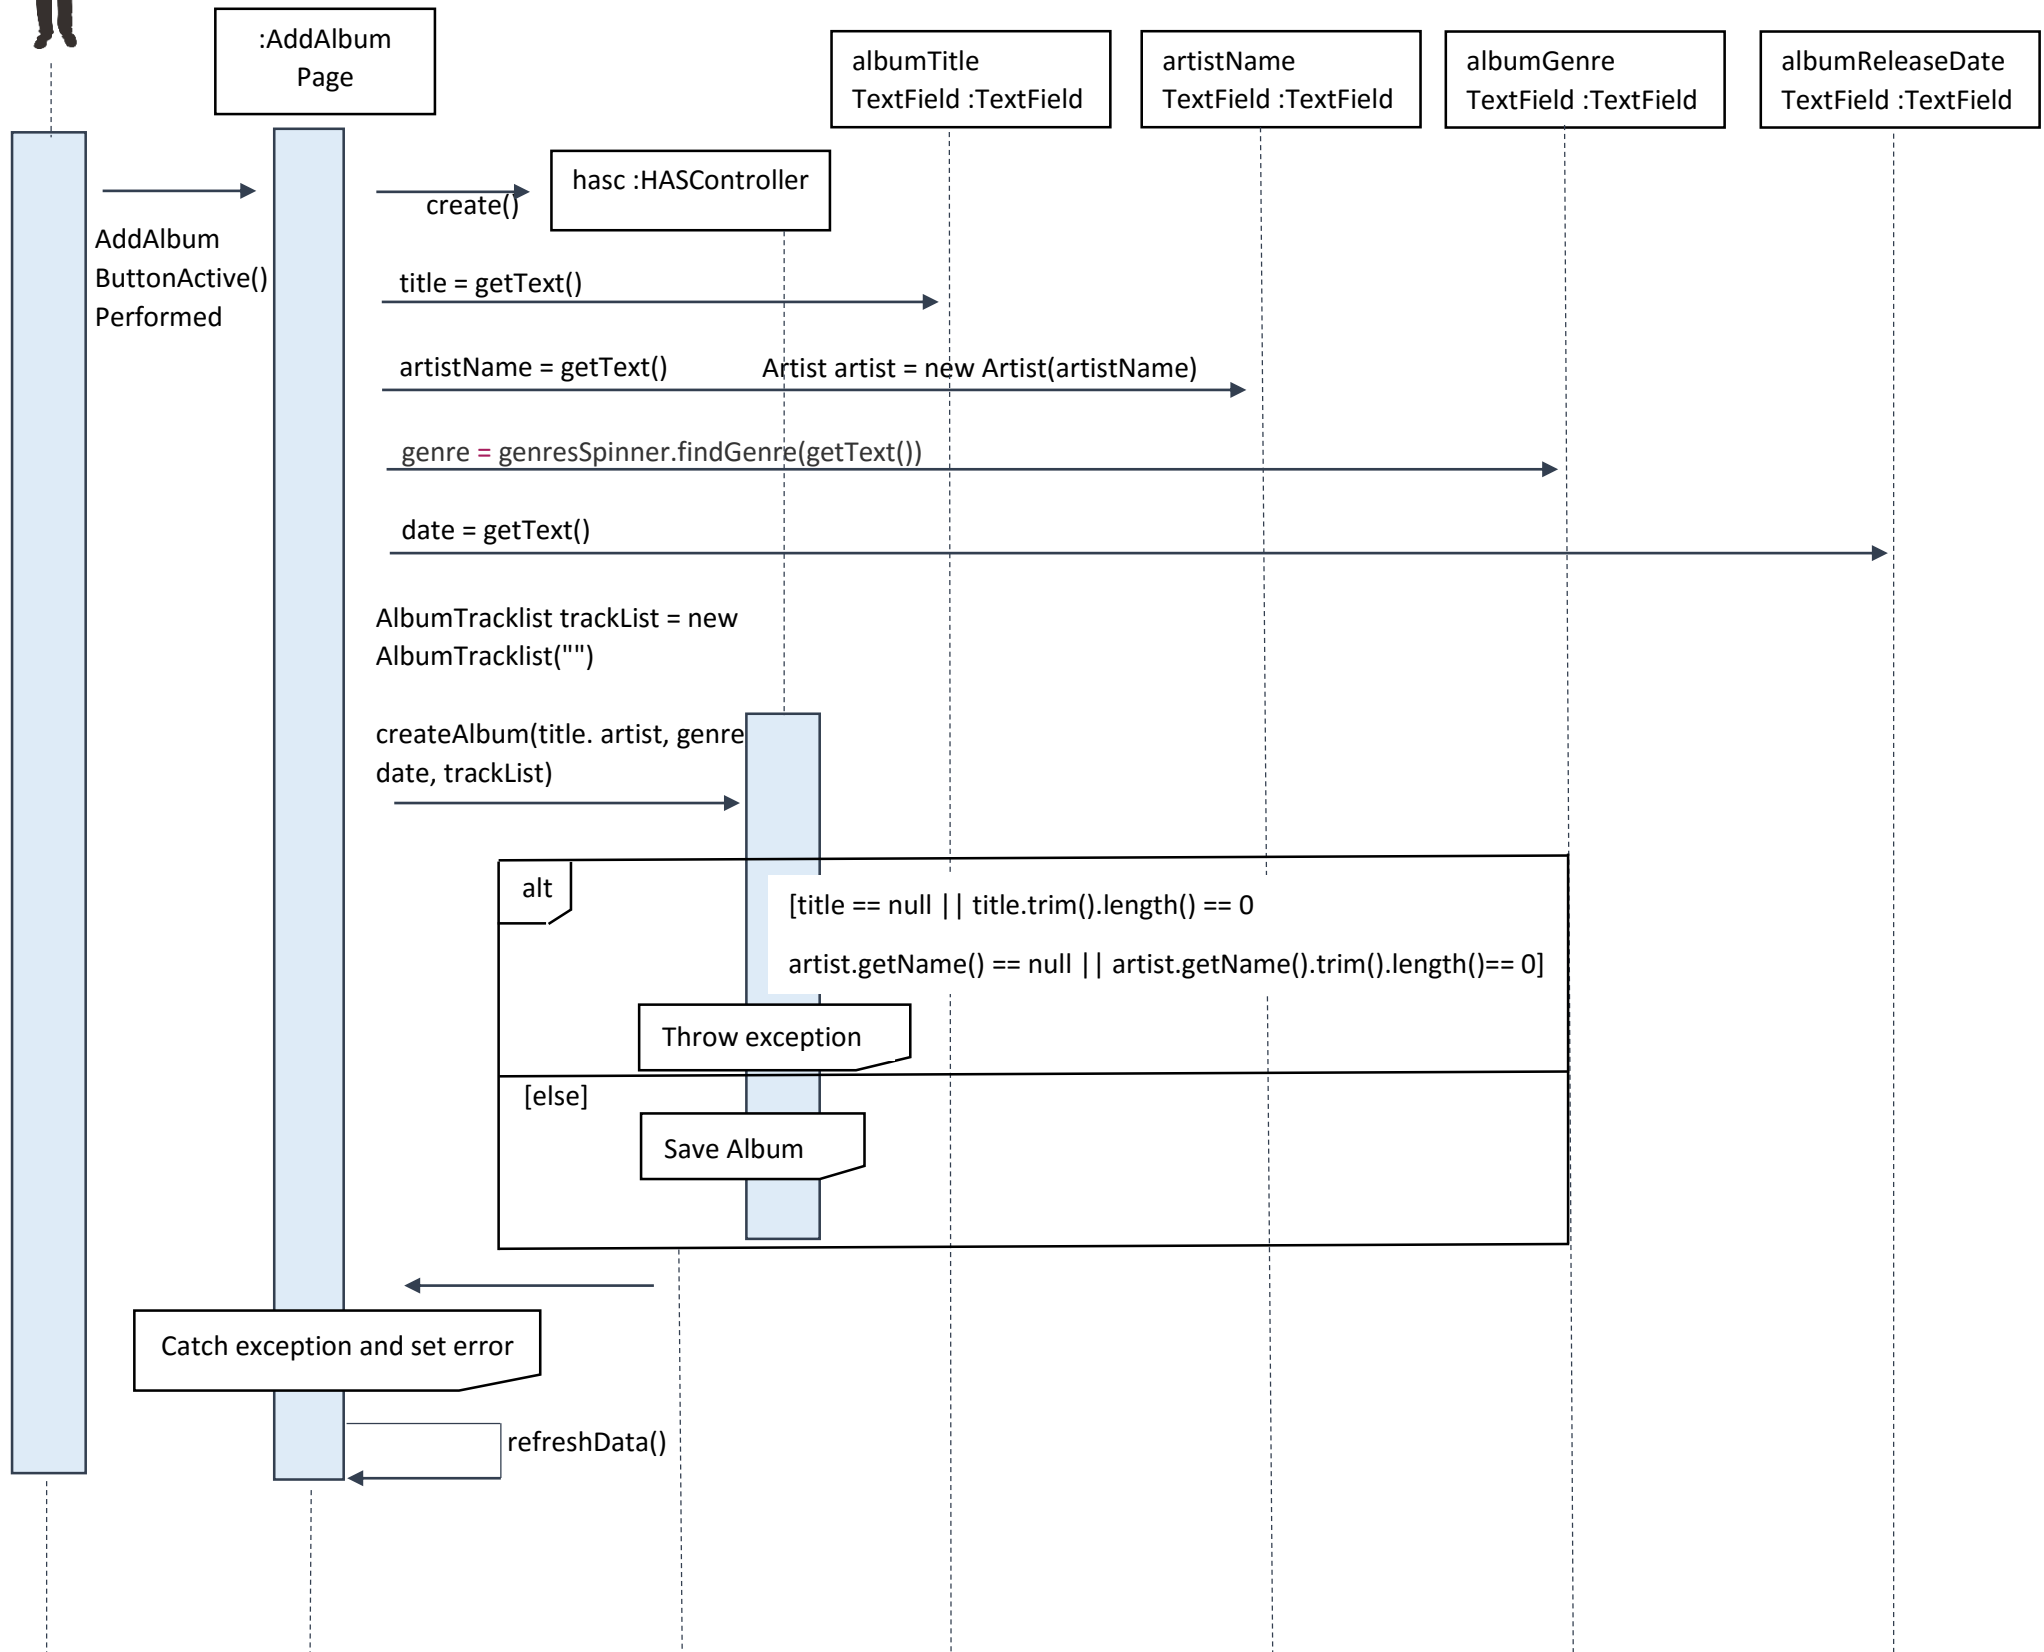 :AddAlbum
Page
albumTitle
TextField :TextField
artistName
TextField :TextField
albumGenre
TextField :TextField
albumReleaseDate
TextField :TextField
hasc :HASController
create()
AddAlbum
ButtonActive()
Performed
title = getText()
artistName = getText()
Artist artist = new Artist(artistName)
genre = genresSpinner.findGenre(getText())
date = getText()
AlbumTracklist trackList = new
AlbumTracklist("")
createAlbum(title. artist, genre
date, trackList)
alt
[title == null || title.trim().length() == 0
artist.getName() == null || artist.getName().trim().length()== 0]
Throw exception
[else]
Save Album
Catch exception and set error
refreshData()